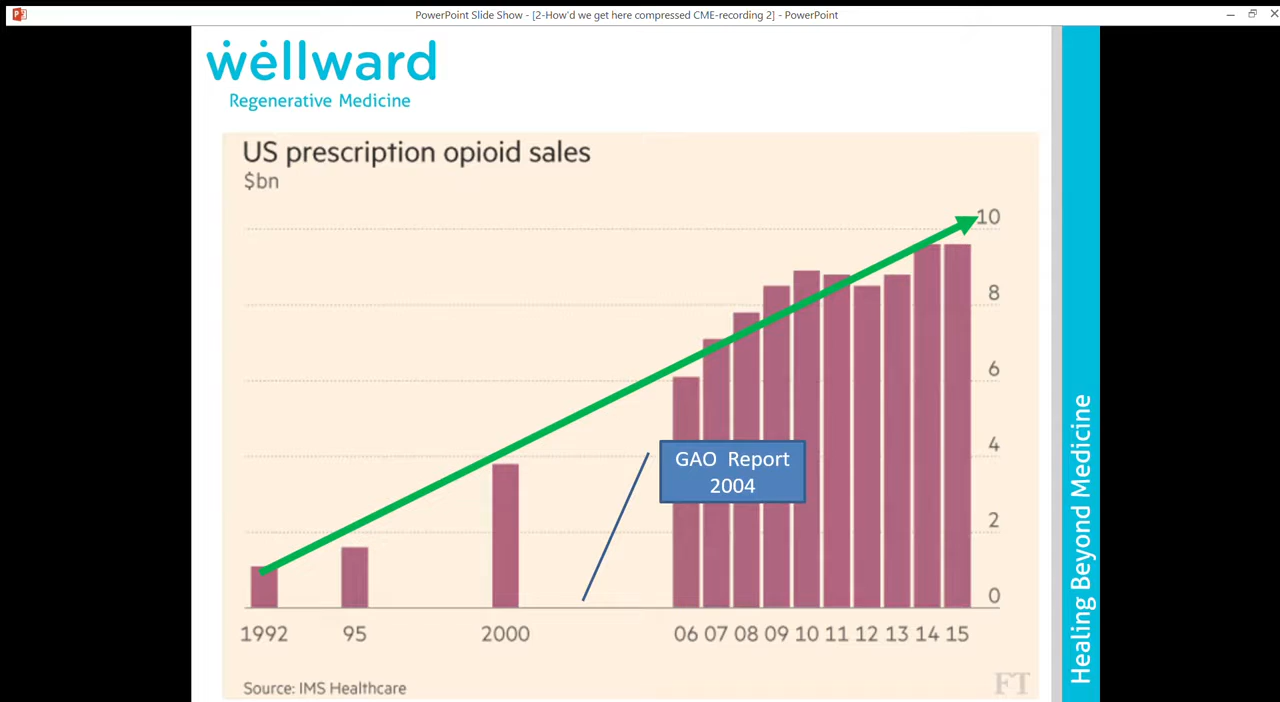 PowerPoint Slide Show - [2-How'd we get here compressed CME-recording 2] - PowerPoint
ẇėllward
Regenerative Medicine
US prescription opioid sales
$bn
10
8
6
4
2
0
GAO Report
2004
1992 95 2000 06 07 08 09 10 11 12 13 14 15
Source: IMS Healthcare
FT
Healing Beyond Medicine